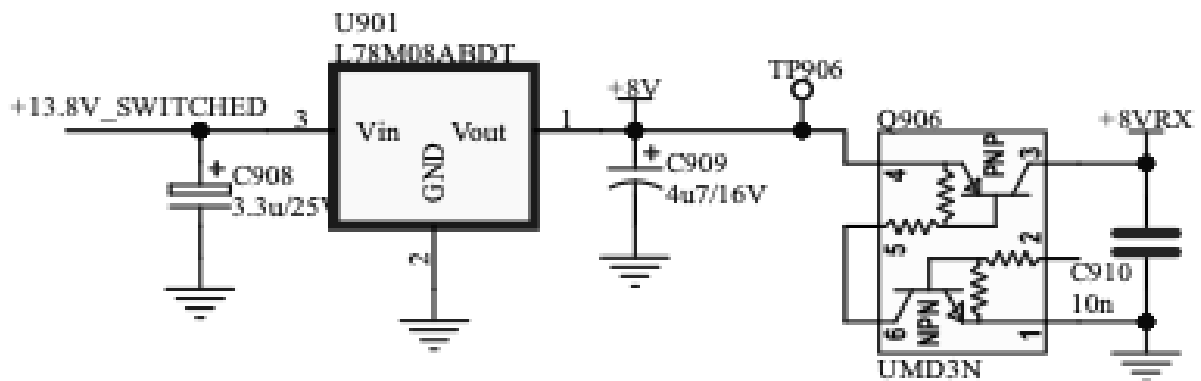 U901
L78M08ABDT
+13.8V_SWITCHED
3
Vin
Vout
GND
1
2
+8V
TP906
C908
3.3u/25V
C909
4u7/16V
Q906
+8VRX
4
PNP
3
5
2
6
NPN
1
C910
10n
UMD3N